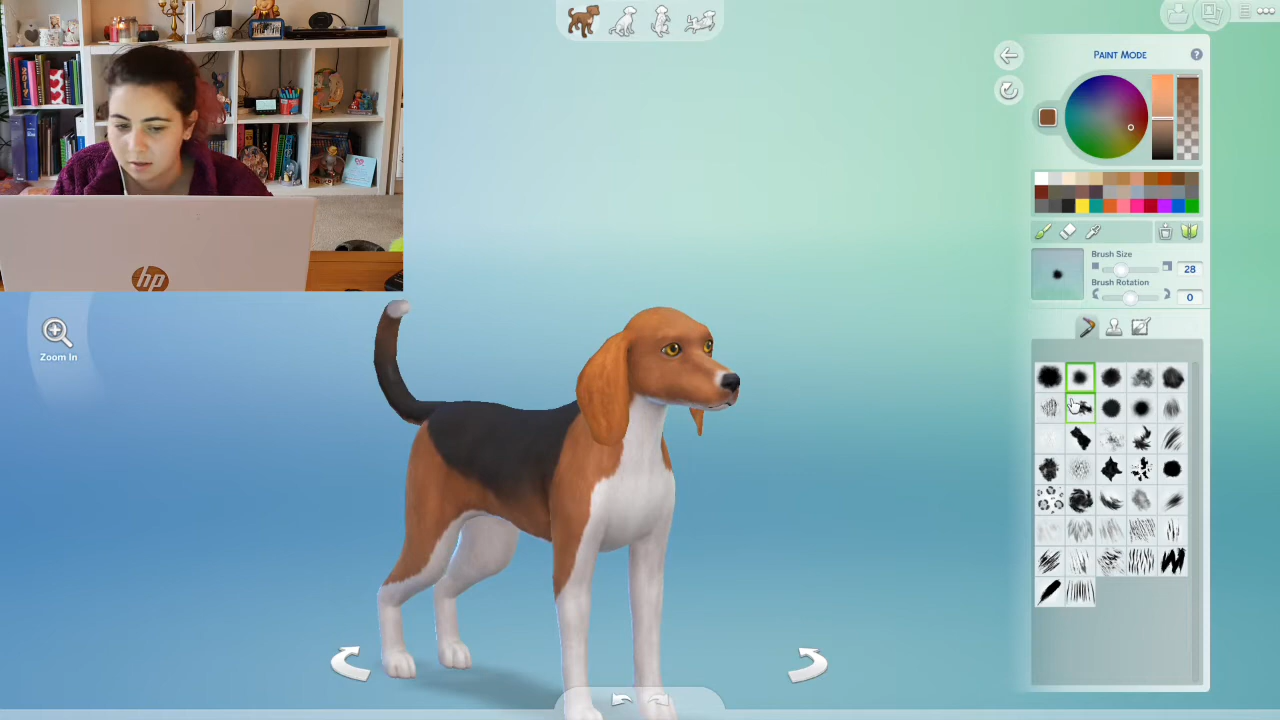 PAINT MODE
?
Brush Size
28
Brush Rotation
0
hp
Zoom In